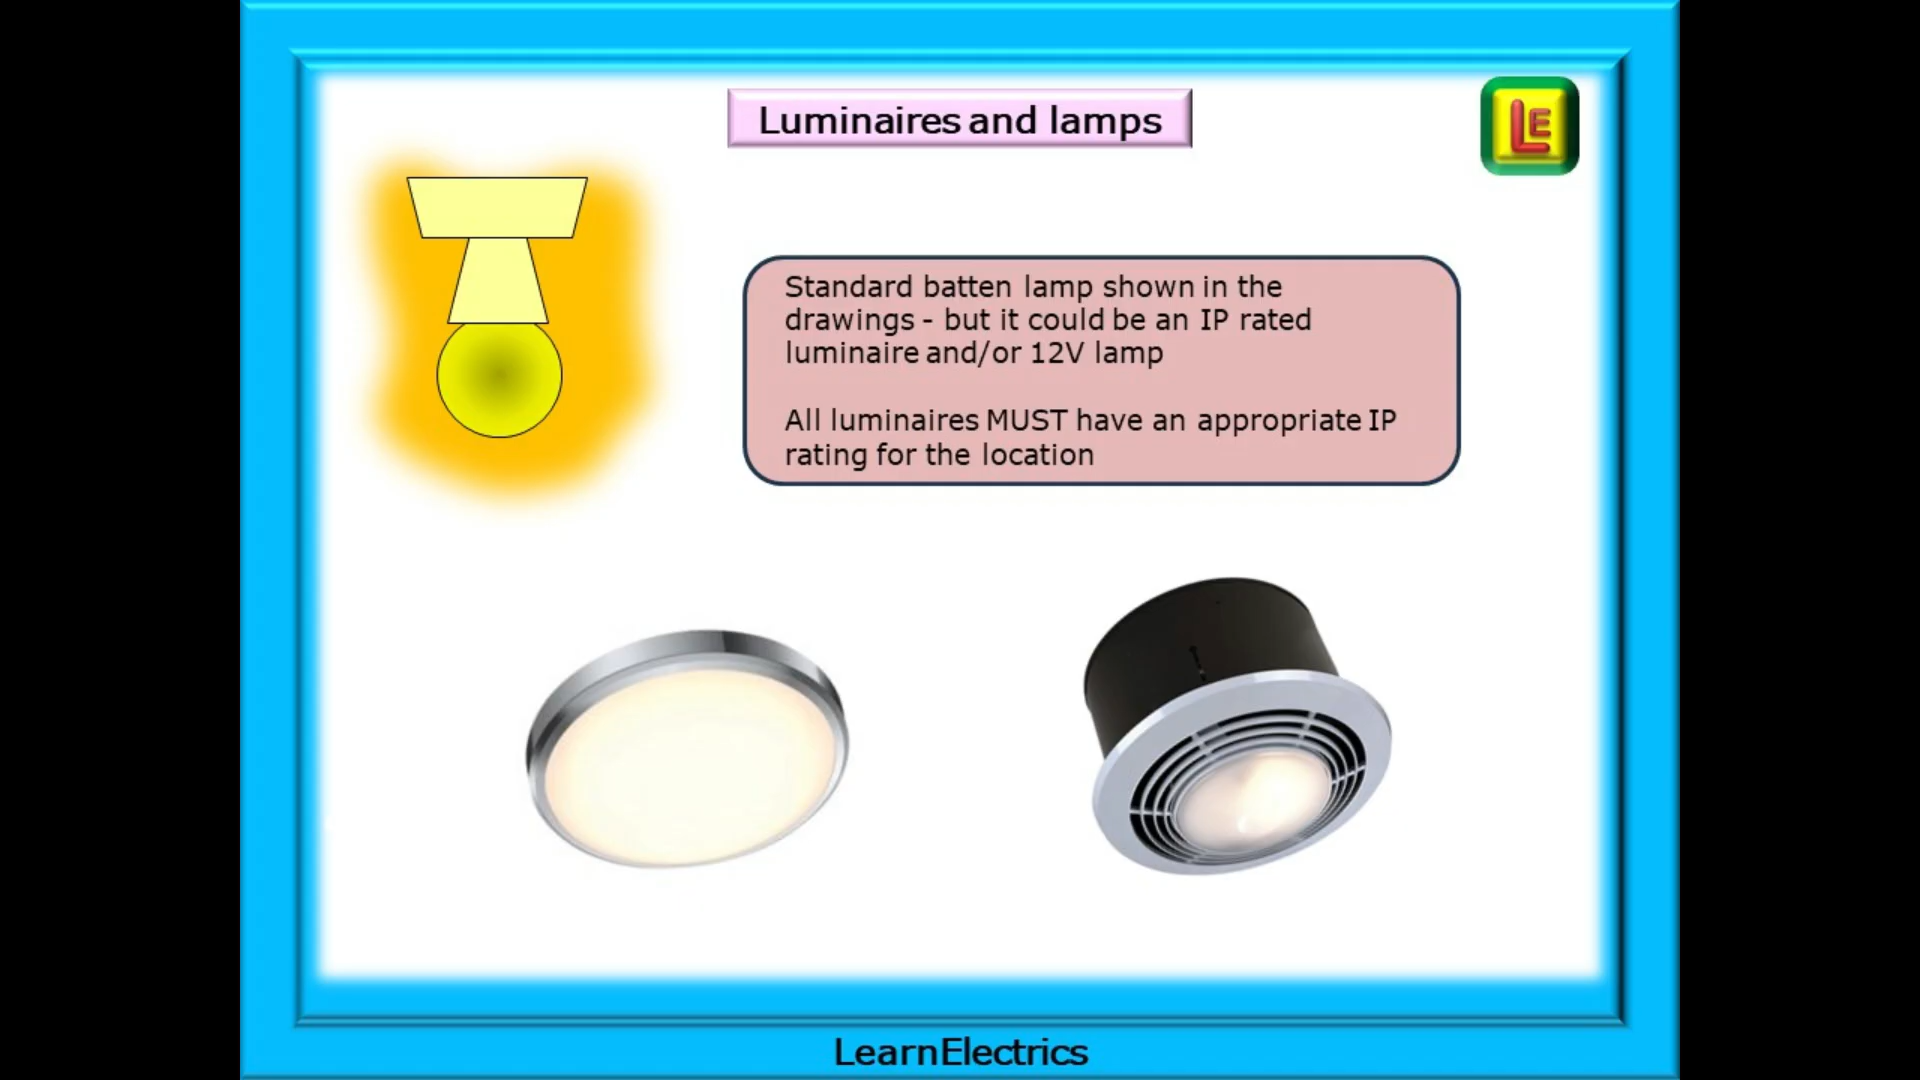 Luminaires and lamps
LE
Standard batten lamp shown in the
drawings - but it could be an IP rated
luminaire and/or 12V lamp
All luminaires MUST have an appropriate IP
rating for the location
LearnElectrics